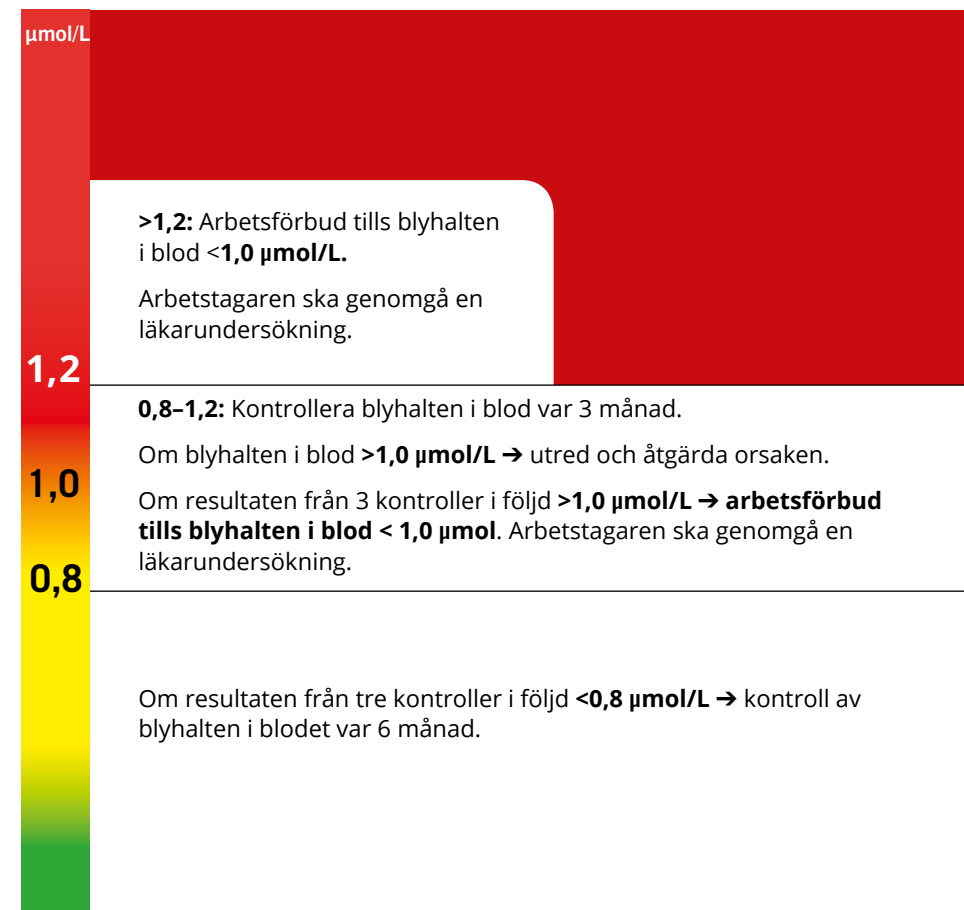 µmol/L
>1,2: Arbetsförbud tills blyhalten
i blod <1,0 µmol/L.
Arbetstagaren ska genomgå en
läkarundersökning.
1,2
0,8–1,2: Kontrollera blyhalten i blod var 3 månad.
Om blyhalten i blod >1,0 µmol/L ➔ utred och åtgärda orsaken.
1,0
Om resultaten från 3 kontroller i följd >1,0 µmol/L ➔ arbetsförbud
tills blyhalten i blod < 1,0 µmol. Arbetstagaren ska genomgå en
läkarundersökning.
0,8
Om resultaten från tre kontroller i följd <0,8 µmol/L ➔ kontroll av
blyhalten i blodet var 6 månad.